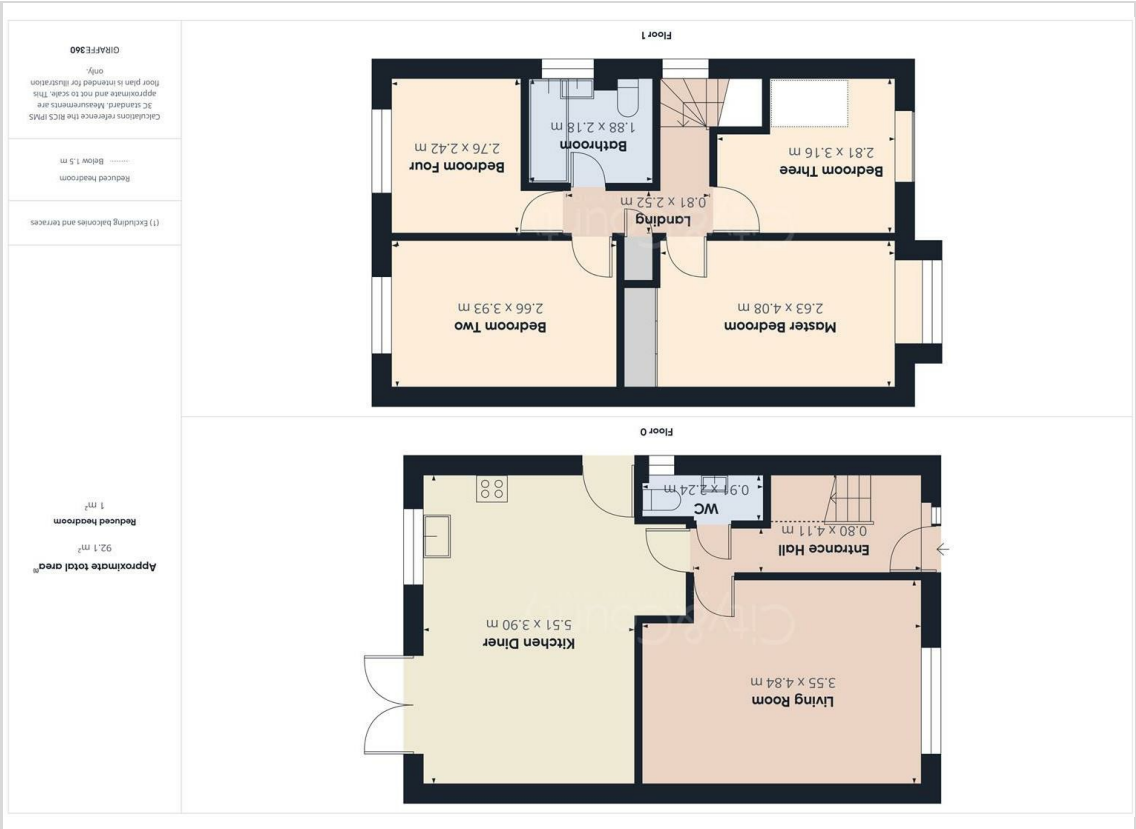 Floor 0
Living Room
3.55 x 4.84 m
Kitchen Diner
5.51 x 3.90 m
Entrance Hall
0.80 x 4.11 m
WC
0.91 x 2.24 m
City&County
Floor 1
Master Bedroom
2.63 x 4.08 m
Bedroom Two
2.66 x 3.93 m
Landing
0.81 x 2.52 m
Bedroom Three
2.81 x 3.16 m
Bathroom
1.88 x 2.18 m
Bedroom Four
2.76 x 2.42 m
City&County
Approximate total area(1)
92.1 m²
Reduced headroom
1 m²
(1) Excluding balconies and terraces
Reduced headroom
Below 1.5 m
Calculations reference the RICS IPMS
3C standard. Measurements are
approximate and not to scale. This
floor plan is intended for illustration
only.
GIRAFFE360